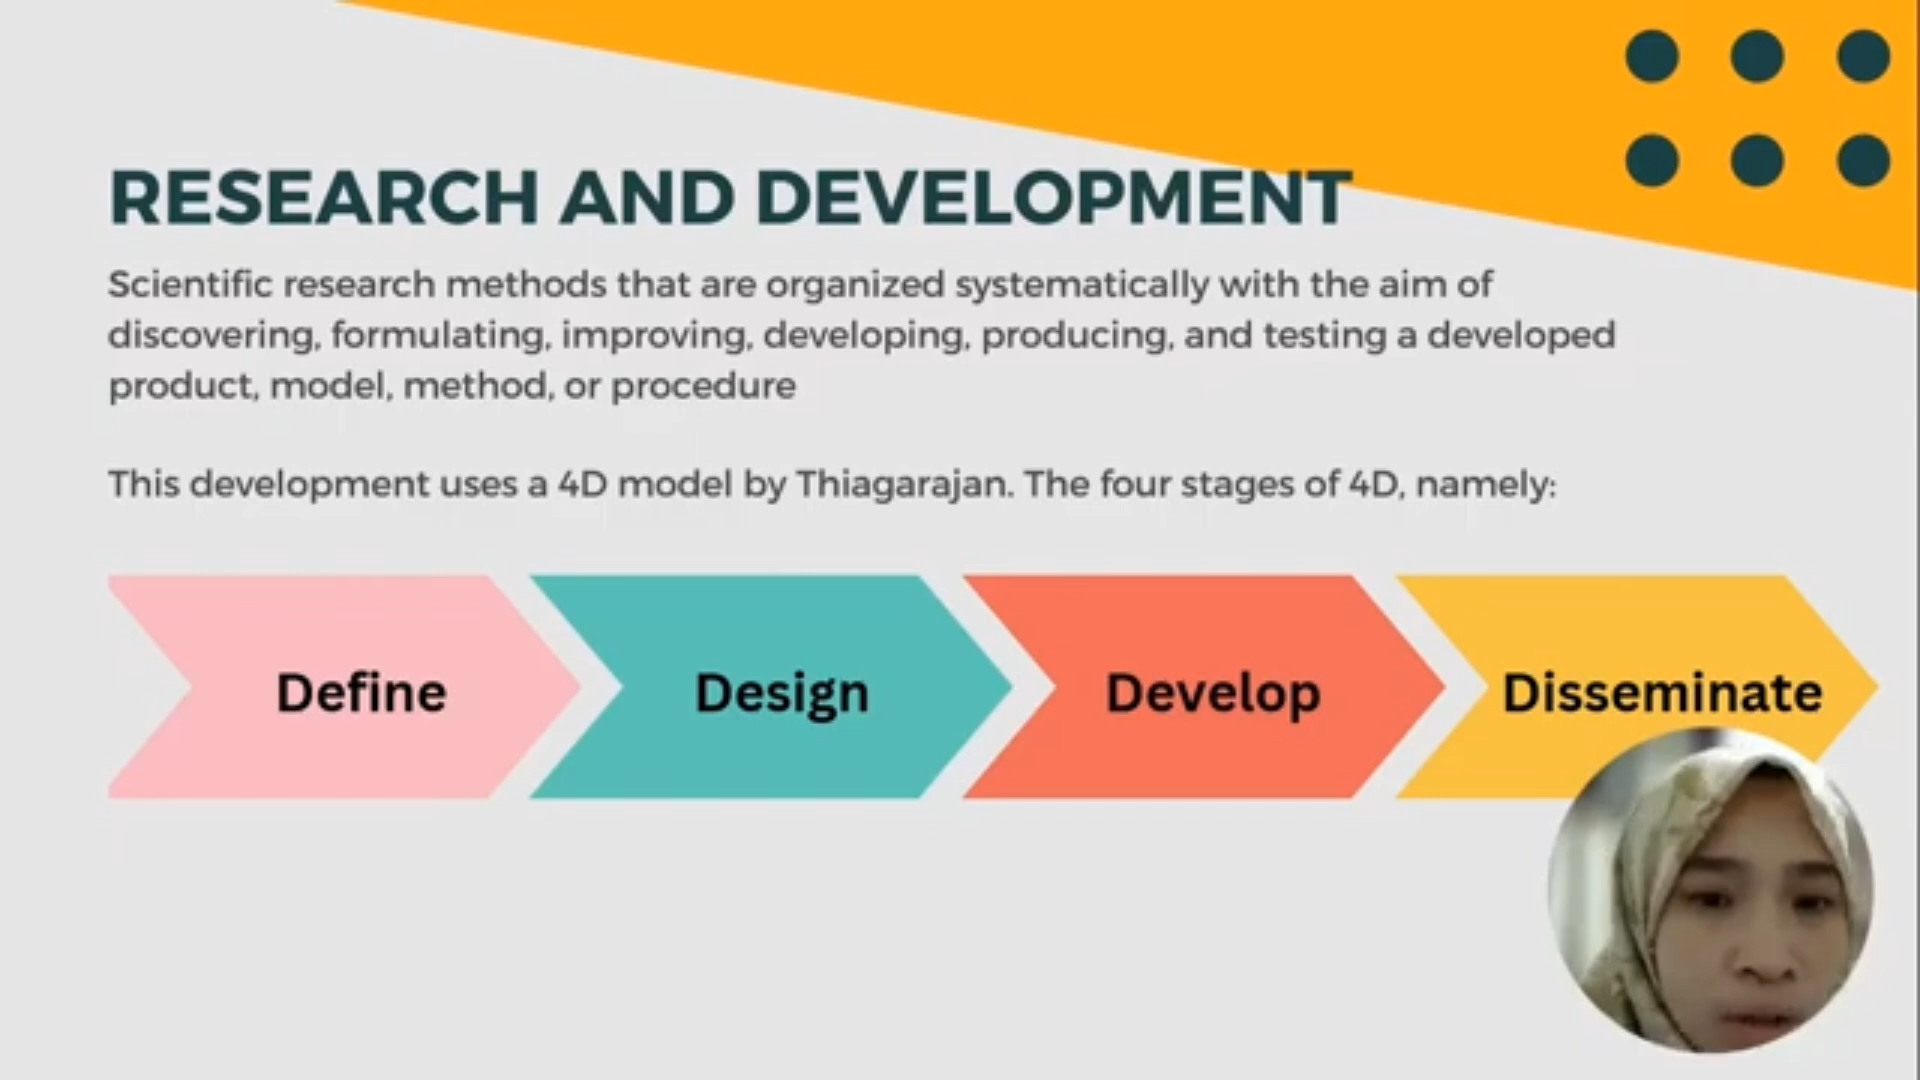 RESEARCH AND DEVELOPMENT
Scientific research methods that are organized systematically with the aim of
discovering, formulating, improving, developing, producing, and testing a developed
product, model, method, or procedure
This development uses a 4D model by Thiagarajan. The four stages of 4D, namely:
Define
Design
Develop
Disseminate